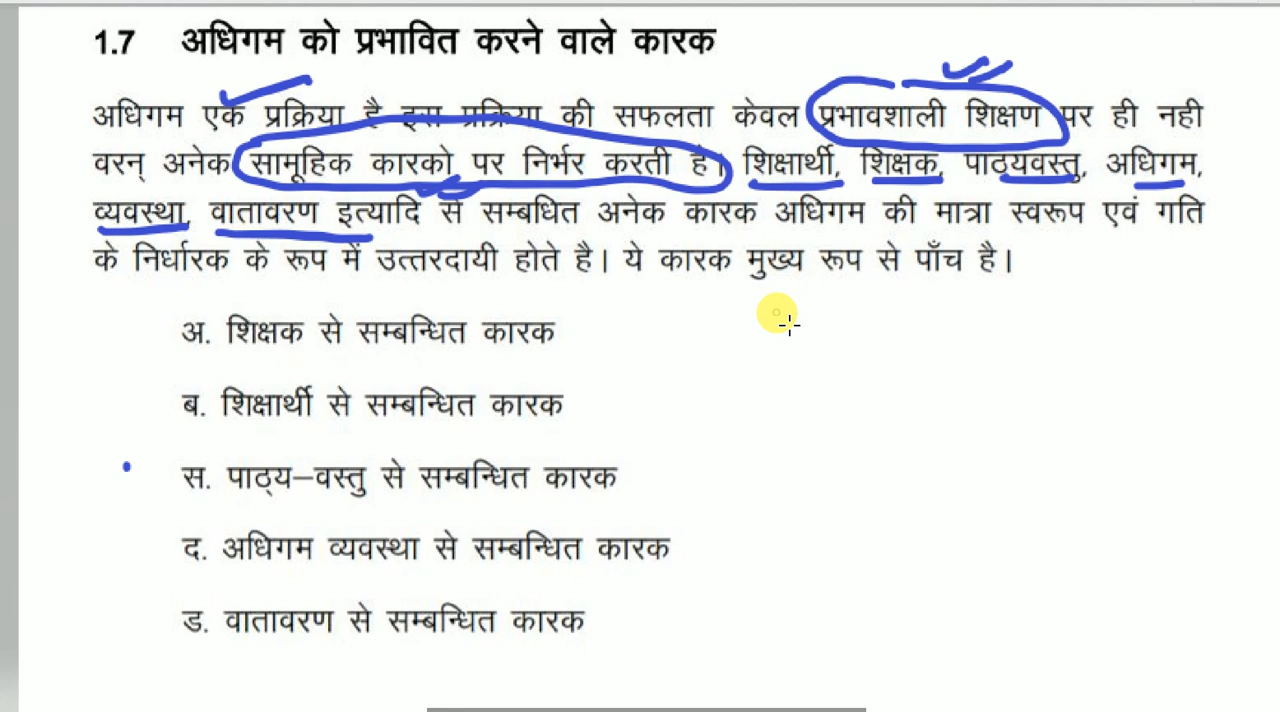 1.7 अधिगम को प्रभावित करने वाले कारक
अधिगम एक प्रक्रिया है इस प्रक्रिया की सफलता केवल प्रभावशाली शिक्षण पर ही नही
वरन् अनेक सामूहिक कारको पर निर्भर करती है। शिक्षार्थी, शिक्षक, पाठ्यवस्तु, अधिगम,
व्यवस्था, वातावरण इत्यादि से सम्बधित अनेक कारक अधिगम की मात्रा स्वरूप एवं गति
के निर्धारक के रूप में उत्तरदायी होते है। ये कारक मुख्य रूप से पाँच है।
अ. शिक्षक से सम्बन्धित कारक
ब. शिक्षार्थी से सम्बन्धित कारक
स. पाठ्य–वस्तु से सम्बन्धित कारक
द. अधिगम व्यवस्था से सम्बन्धित कारक
ड. वातावरण से सम्बन्धित कारक